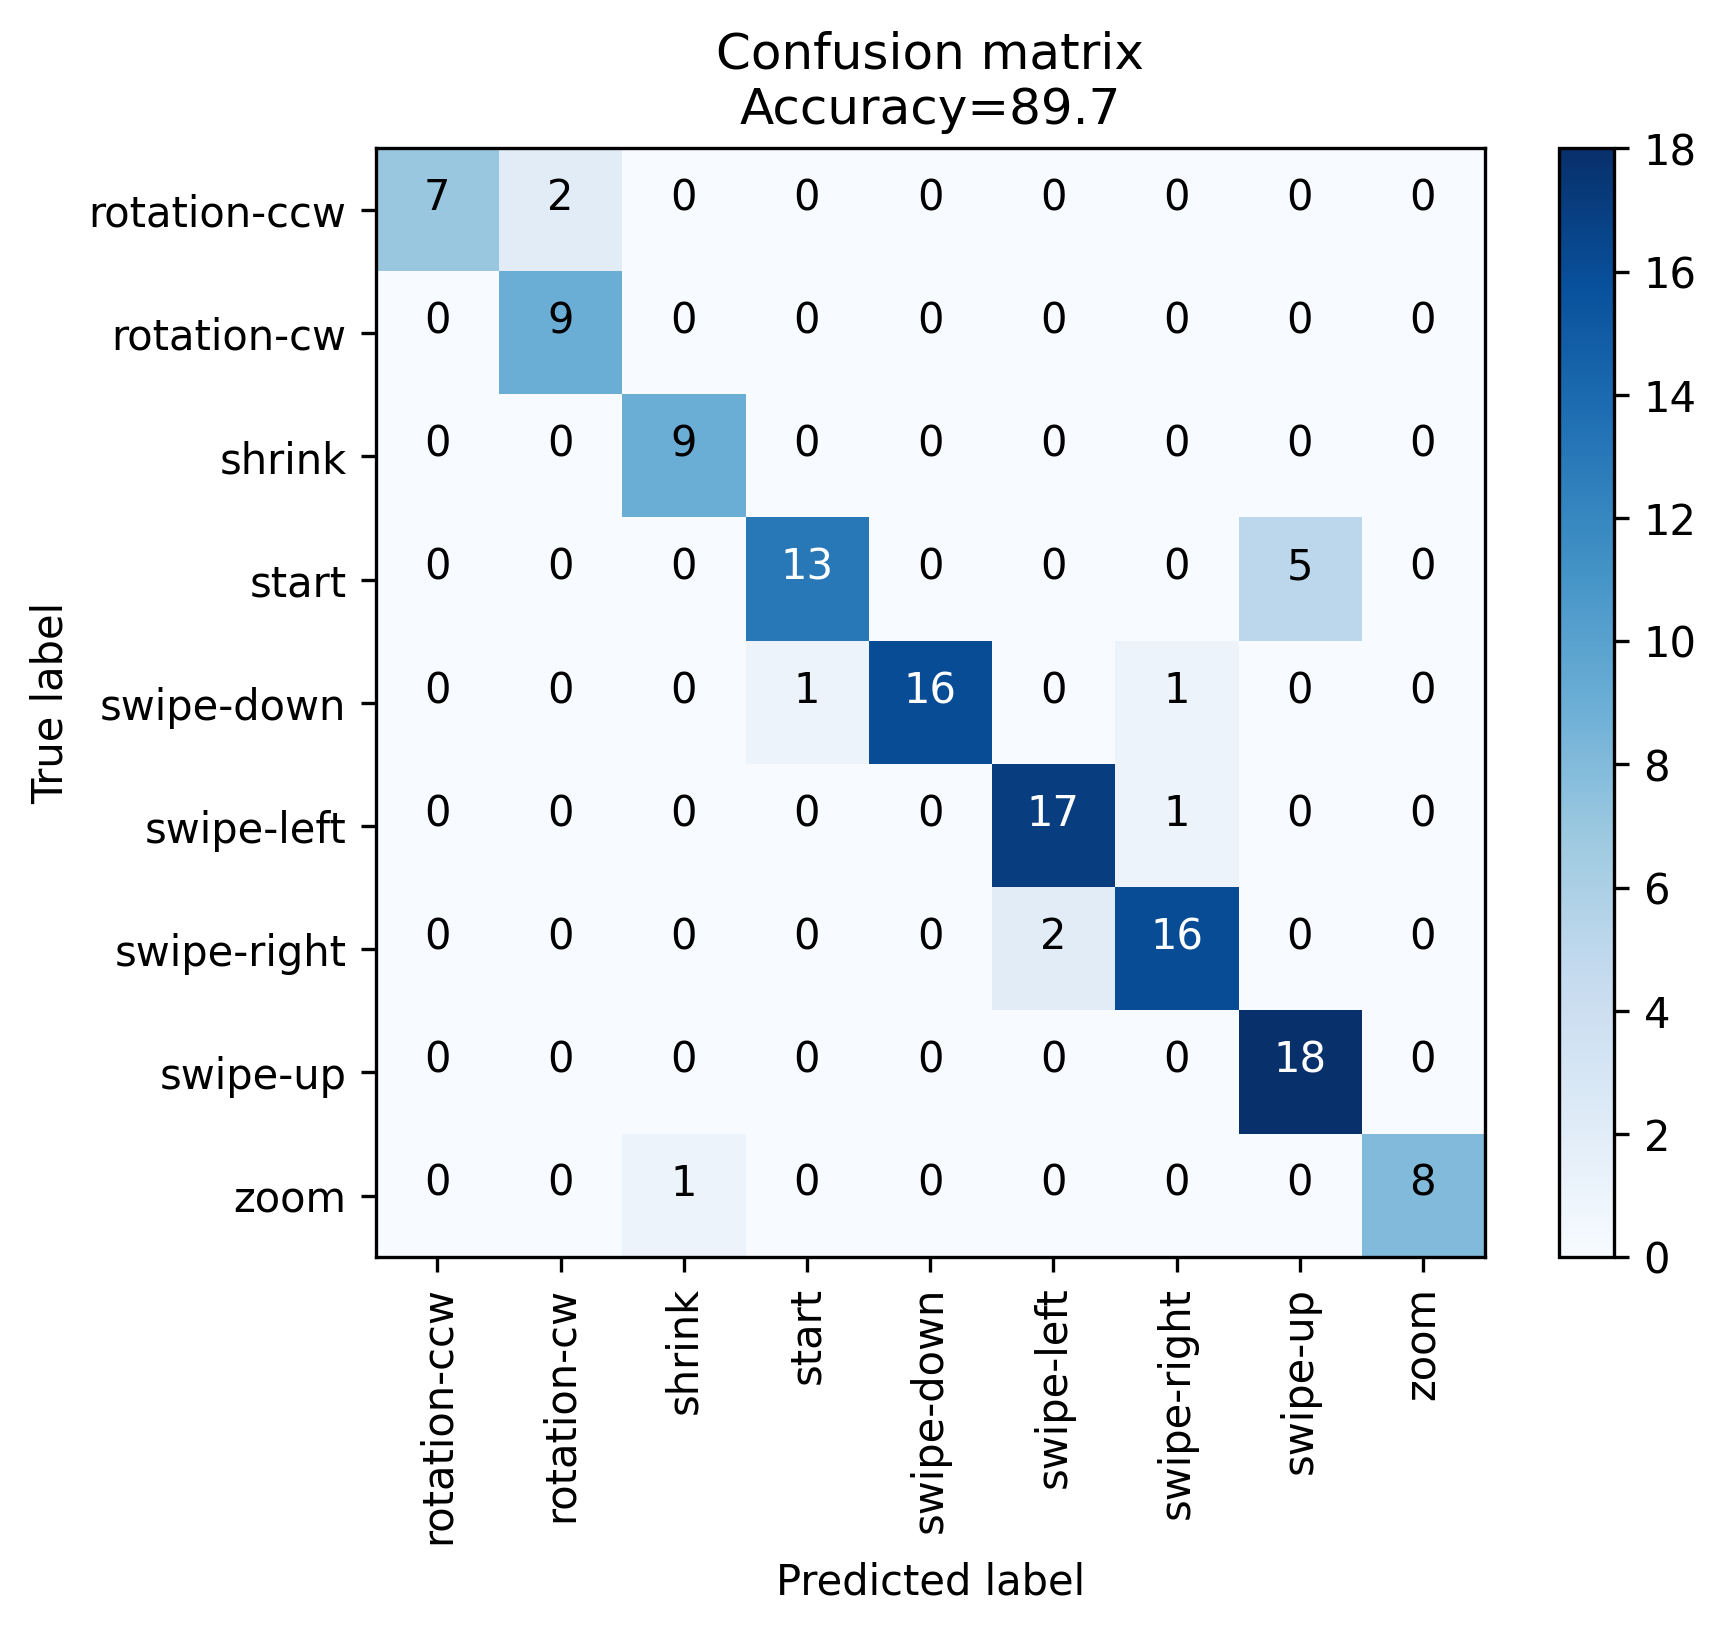 Confusion matrix
Accuracy=89.7
rotation-ccw 7 2 0 0 0 0 0 0 0
rotation-cw 0 9 0 0 0 0 0 0 0
shrink 0 0 9 0 0 0 0 0 0
start 0 0 0 13 0 0 0 5 0
swipe-down 0 0 0 1 16 0 1 0 0
swipe-left 0 0 0 0 0 17 1 0 0
swipe-right 0 0 0 0 0 2 16 0 0
swipe-up 0 0 0 0 0 0 0 18 0
zoom 0 0 1 0 0 0 0 0 8
True label
rotation-ccw
rotation-cw
shrink
start
swipe-down
swipe-left
swipe-right
swipe-up
zoom
Predicted label
18
16
14
12
10
8
6
4
2
0